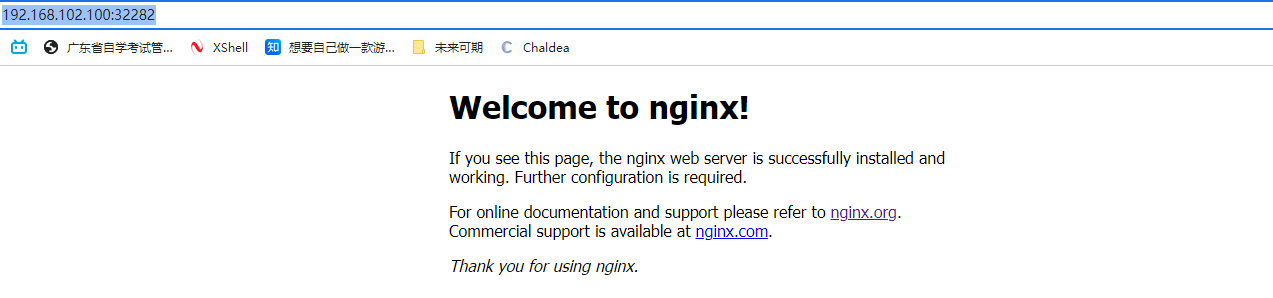 192.168.102.100:32282
广东省自学考试管... XShell 知 想要自己做一款游... 未来可期 Chaldea
Welcome to nginx!
If you see this page, the nginx web server is successfully installed and
working. Further configuration is required.
For online documentation and support please refer to nginx.org.
Commercial support is available at nginx.com.
Thank you for using nginx.